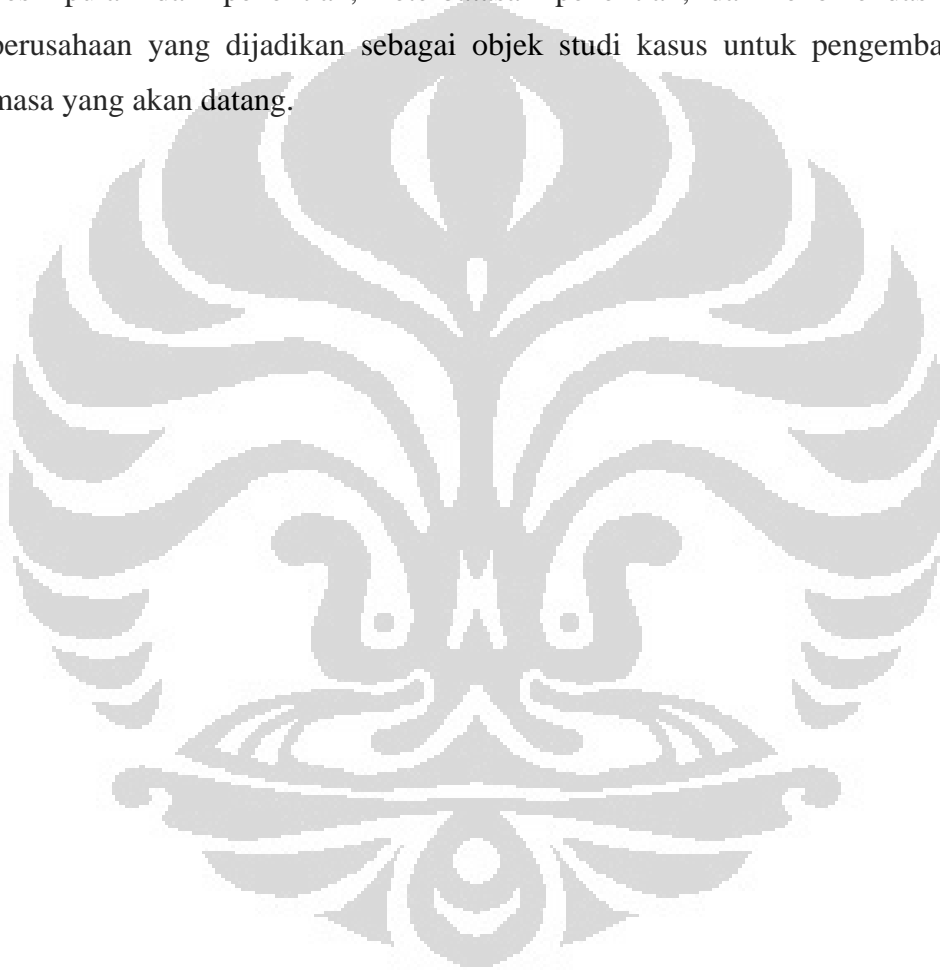 perusahaan yang dijadikan sebagai objek studi kasus untuk pengemba
masa yang akan datang.